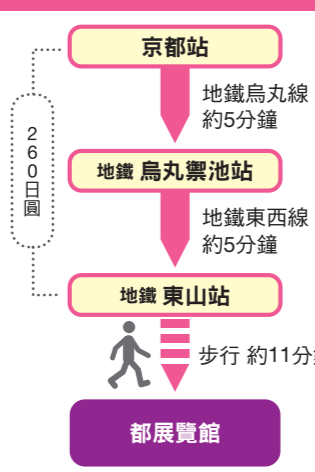 京都站
地鐵烏丸線
約5分鐘
260日圓
地鐵 烏丸禦池站
地鐵東西線
約5分鐘
地鐵 東山站
步行 約11分
都展覽館